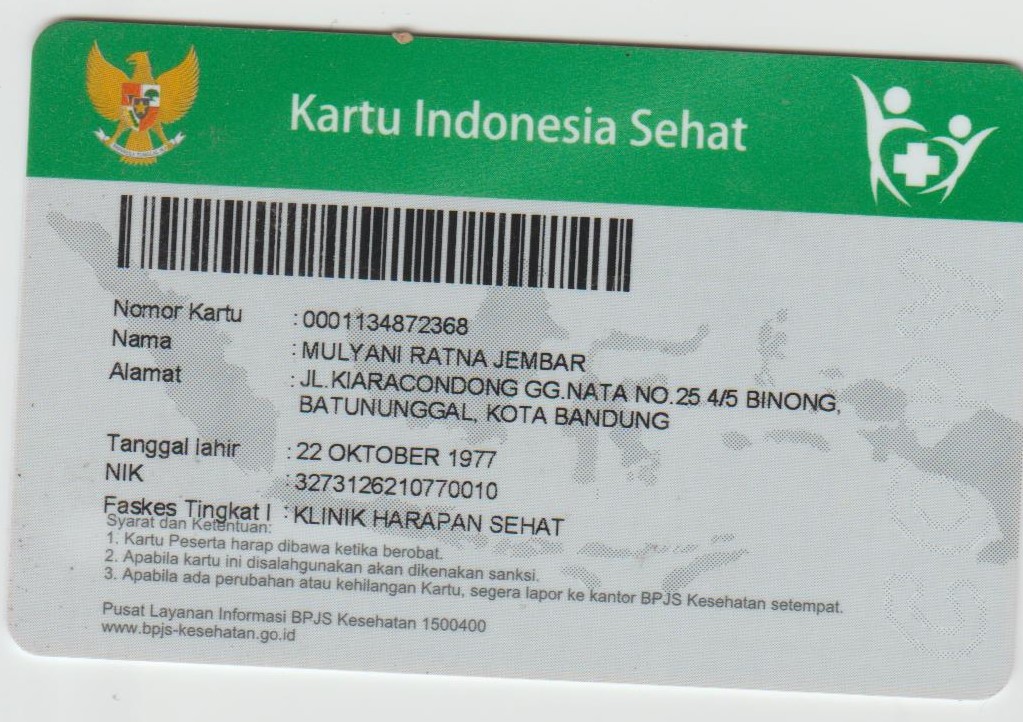 Kartu Indonesia Sehat
Nomor Kartu : 0001134872368
Nama : MULYANI RATNA JEMBAR
Alamat : JL.KIARACONDONG GG.NATA NO.25 4/5 BINONG,
BATUNUNGGAL, KOTA BANDUNG
Tanggal lahir : 22 OKTOBER 1977
NIK : 3273126210770010
Faskes Tingkat I : KLINIK HARAPAN SEHAT
Syarat dan Ketentuan:
1. Kartu Peserta harap dibawa ketika berobat.
2. Apabila kartu ini disalahgunakan akan dikenakan sanksi.
3. Apabila ada perubahan atau kehilangan Kartu, segera lapor ke kantor BPJS Kesehatan setempat.
Pusat Layanan Informasi BPJS Kesehatan 1500400
www.bpjs-kesehatan.go.id